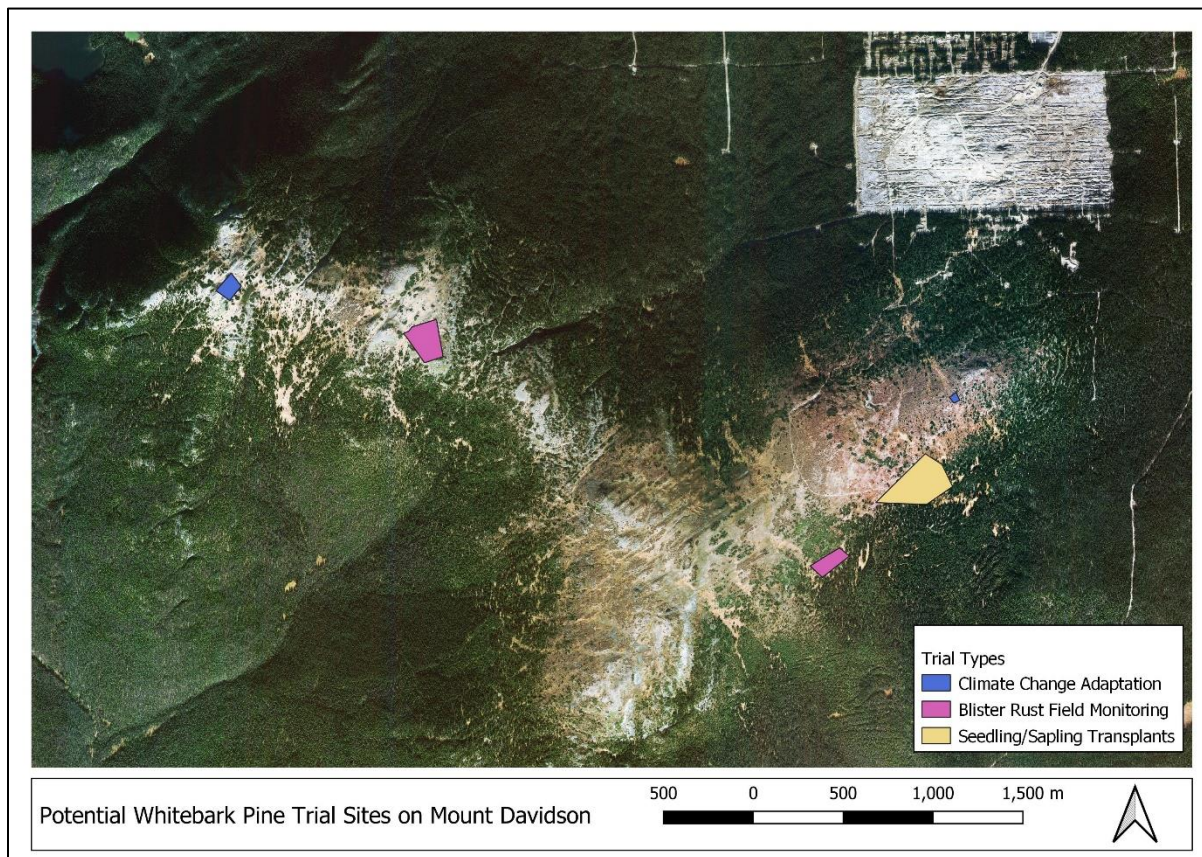 Trial Types
Climate Change Adaptation
Blister Rust Field Monitoring
Seedling/Sapling Transplants
Potential Whitebark Pine Trial Sites on Mount Davidson
500 0 500 1,000 1,500 m